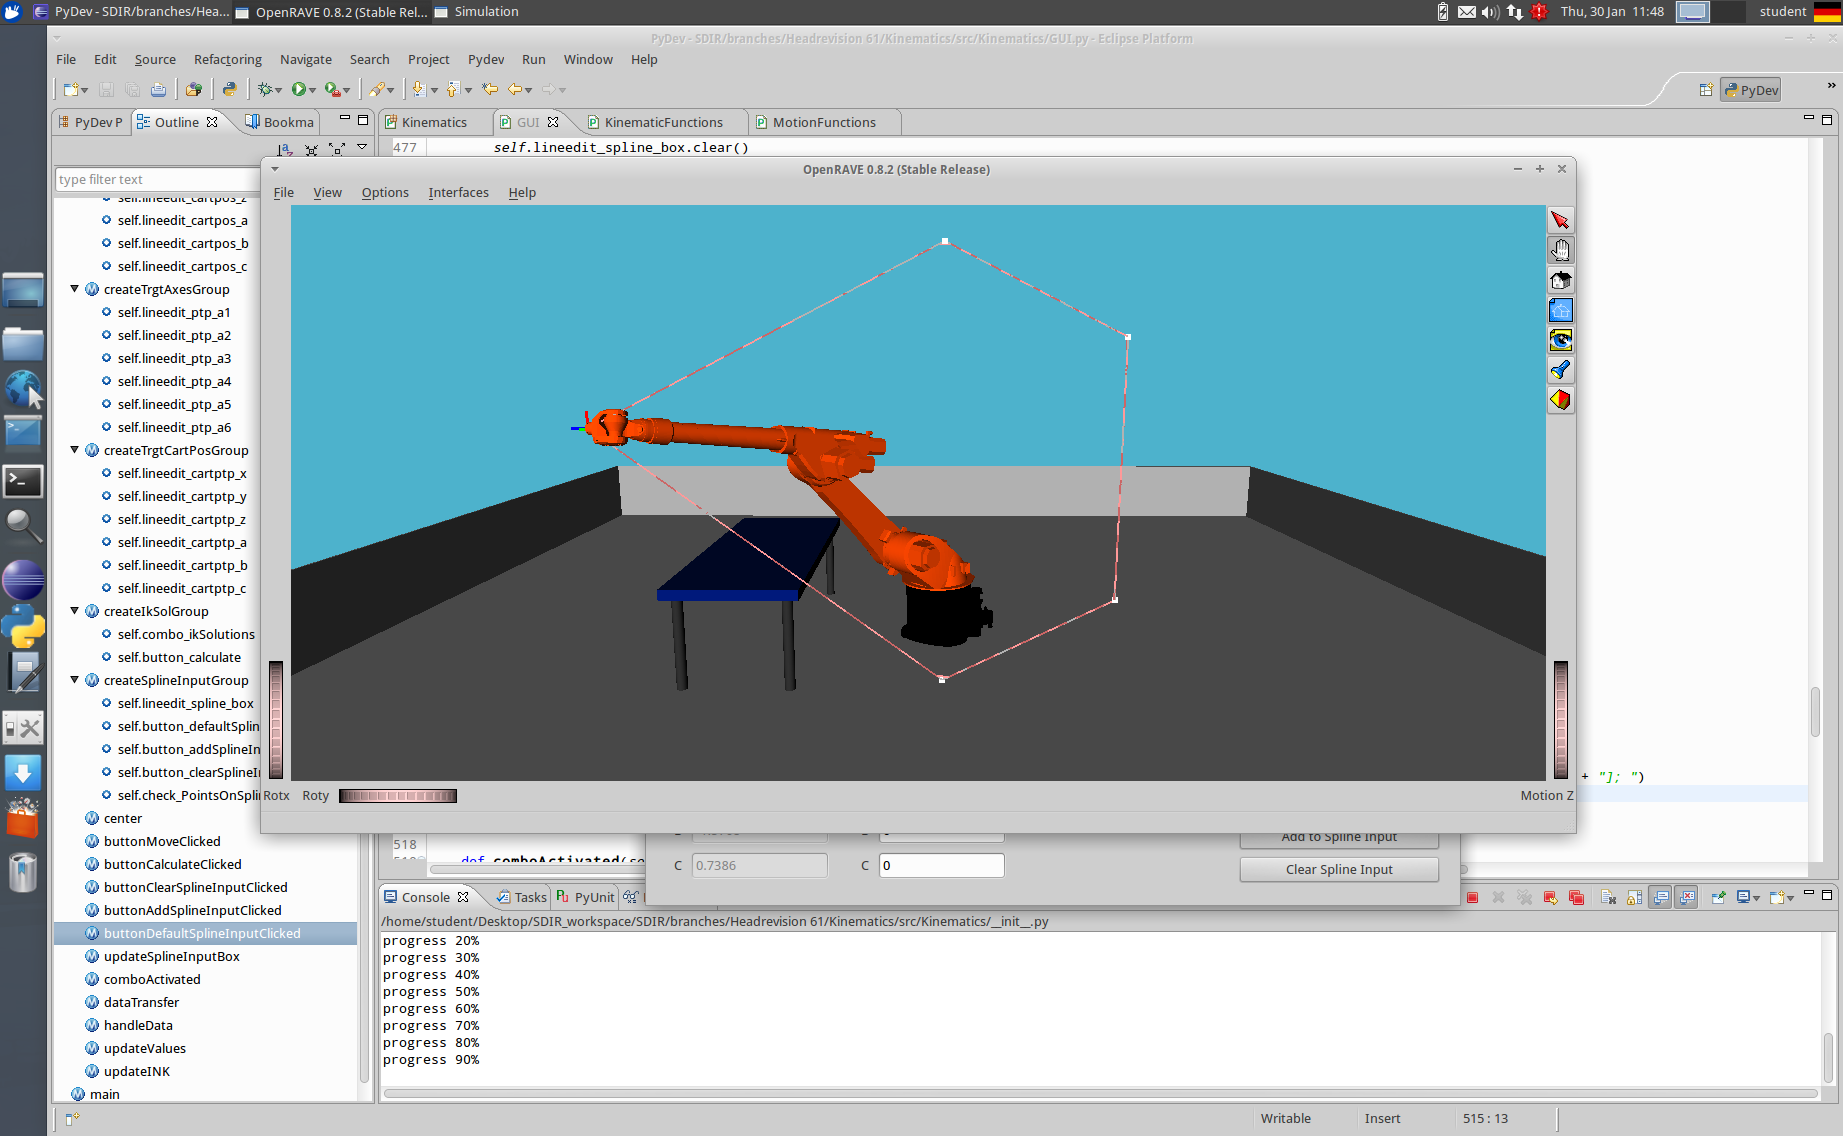 PyDev - SDIR/branches/Hea...
OpenRAVE 0.8.2 (Stable Rel...
Simulation
Thu, 30 Jan 11:48
student
PyDev - SDIR/branches/Headrevision 61/Kinematics/src/Kinematics/GUI.py - Eclipse Platform
File Edit Source Refactoring Navigate Search Project Pydev Run Window Help
PyDev
PyDev P
Outline
Bookma
Kinematics
GUI
KinematicFunctions
MotionFunctions
477 self.lineedit_spline_box.clear()
type filter text
self.lineedit_cartpos_z
self.lineedit_cartpos_a
self.lineedit_cartpos_b
self.lineedit_cartpos_c
createTrgtAxesGroup
self.lineedit_ptp_a1
self.lineedit_ptp_a2
self.lineedit_ptp_a3
self.lineedit_ptp_a4
self.lineedit_ptp_a5
self.lineedit_ptp_a6
createTrgtCartPosGroup
self.lineedit_cartptp_x
self.lineedit_cartptp_y
self.lineedit_cartptp_z
self.lineedit_cartptp_a
self.lineedit_cartptp_b
self.lineedit_cartptp_c
createIkSolGroup
self.combo_ikSolutions
self.button_calculate
createSplineInputGroup
self.lineedit_spline_box
self.button_defaultSplin
self.button_addSplineIn
self.button_clearSplineI
self.check_PointsOnSpli
center
buttonMoveClicked
buttonCalculateClicked
buttonClearSplineInputClicked
buttonAddSplineInputClicked
buttonDefaultSplineInputClicked
updateSplineInputBox
comboActivated
dataTransfer
handleData
updateValues
updateINK
main
OpenRAVE 0.8.2 (Stable Release)
File View Options Interfaces Help
Rotx Roty
Motion Z
+ "]; ")
518
def comboActivated(se
Add to Spline Input
C 0.7386
C 0
Clear Spline Input
Console
Tasks
PyUnit
/home/student/Desktop/SDIR_workspace/SDIR/branches/Headrevision 61/Kinematics/src/Kinematics/__init__.py
progress 20%
progress 30%
progress 40%
progress 50%
progress 60%
progress 70%
progress 80%
progress 90%
Writable
Insert
515 : 13